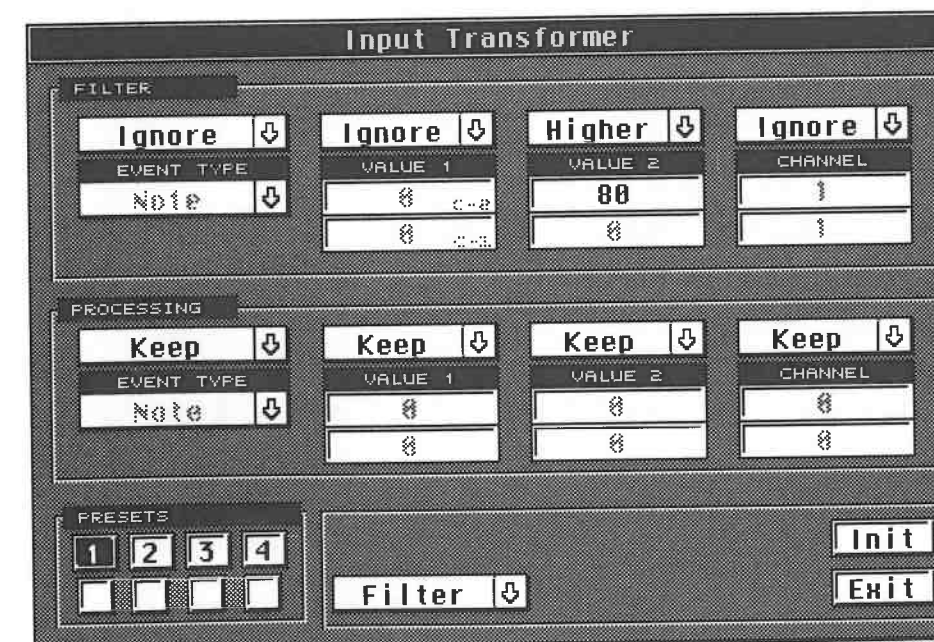 Input Transformer
FILTER
Ignore Ignore Higher Ignore
EVENT TYPE VALUE 1 VALUE 2 CHANNEL
Note 0 80 1
0 0 1
PROCESSING
Keep Keep Keep Keep
EVENT TYPE VALUE 1 VALUE 2 CHANNEL
Note 0 0 0
0 0 0
PRESETS
1 2 3 4
Init
Filter Exit